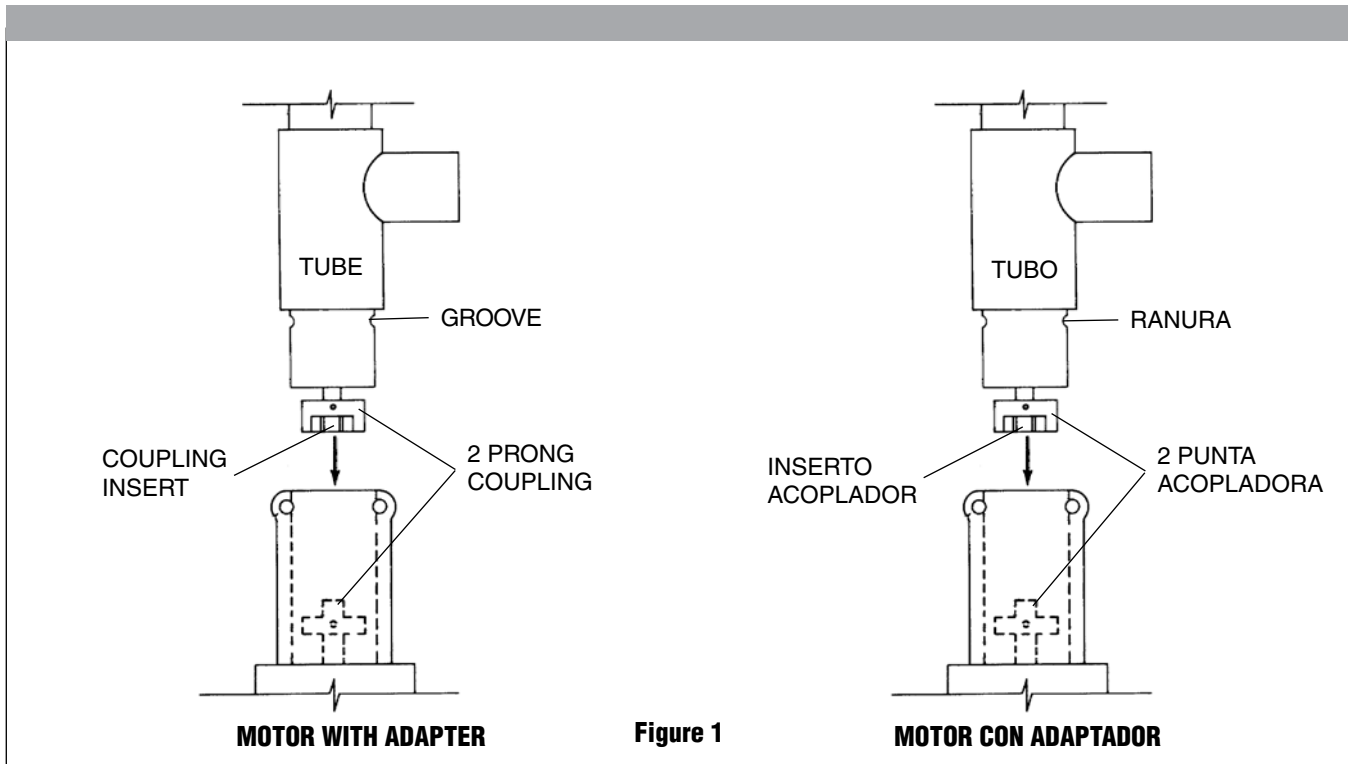 TUBE
GROOVE
COUPLING
INSERT
2 PRONG
COUPLING
MOTOR WITH ADAPTER
Figure 1
TUBO
RANURA
INSERTO
ACOPLADOR
2 PUNTA
ACOPLADORA
MOTOR CON ADAPTADOR